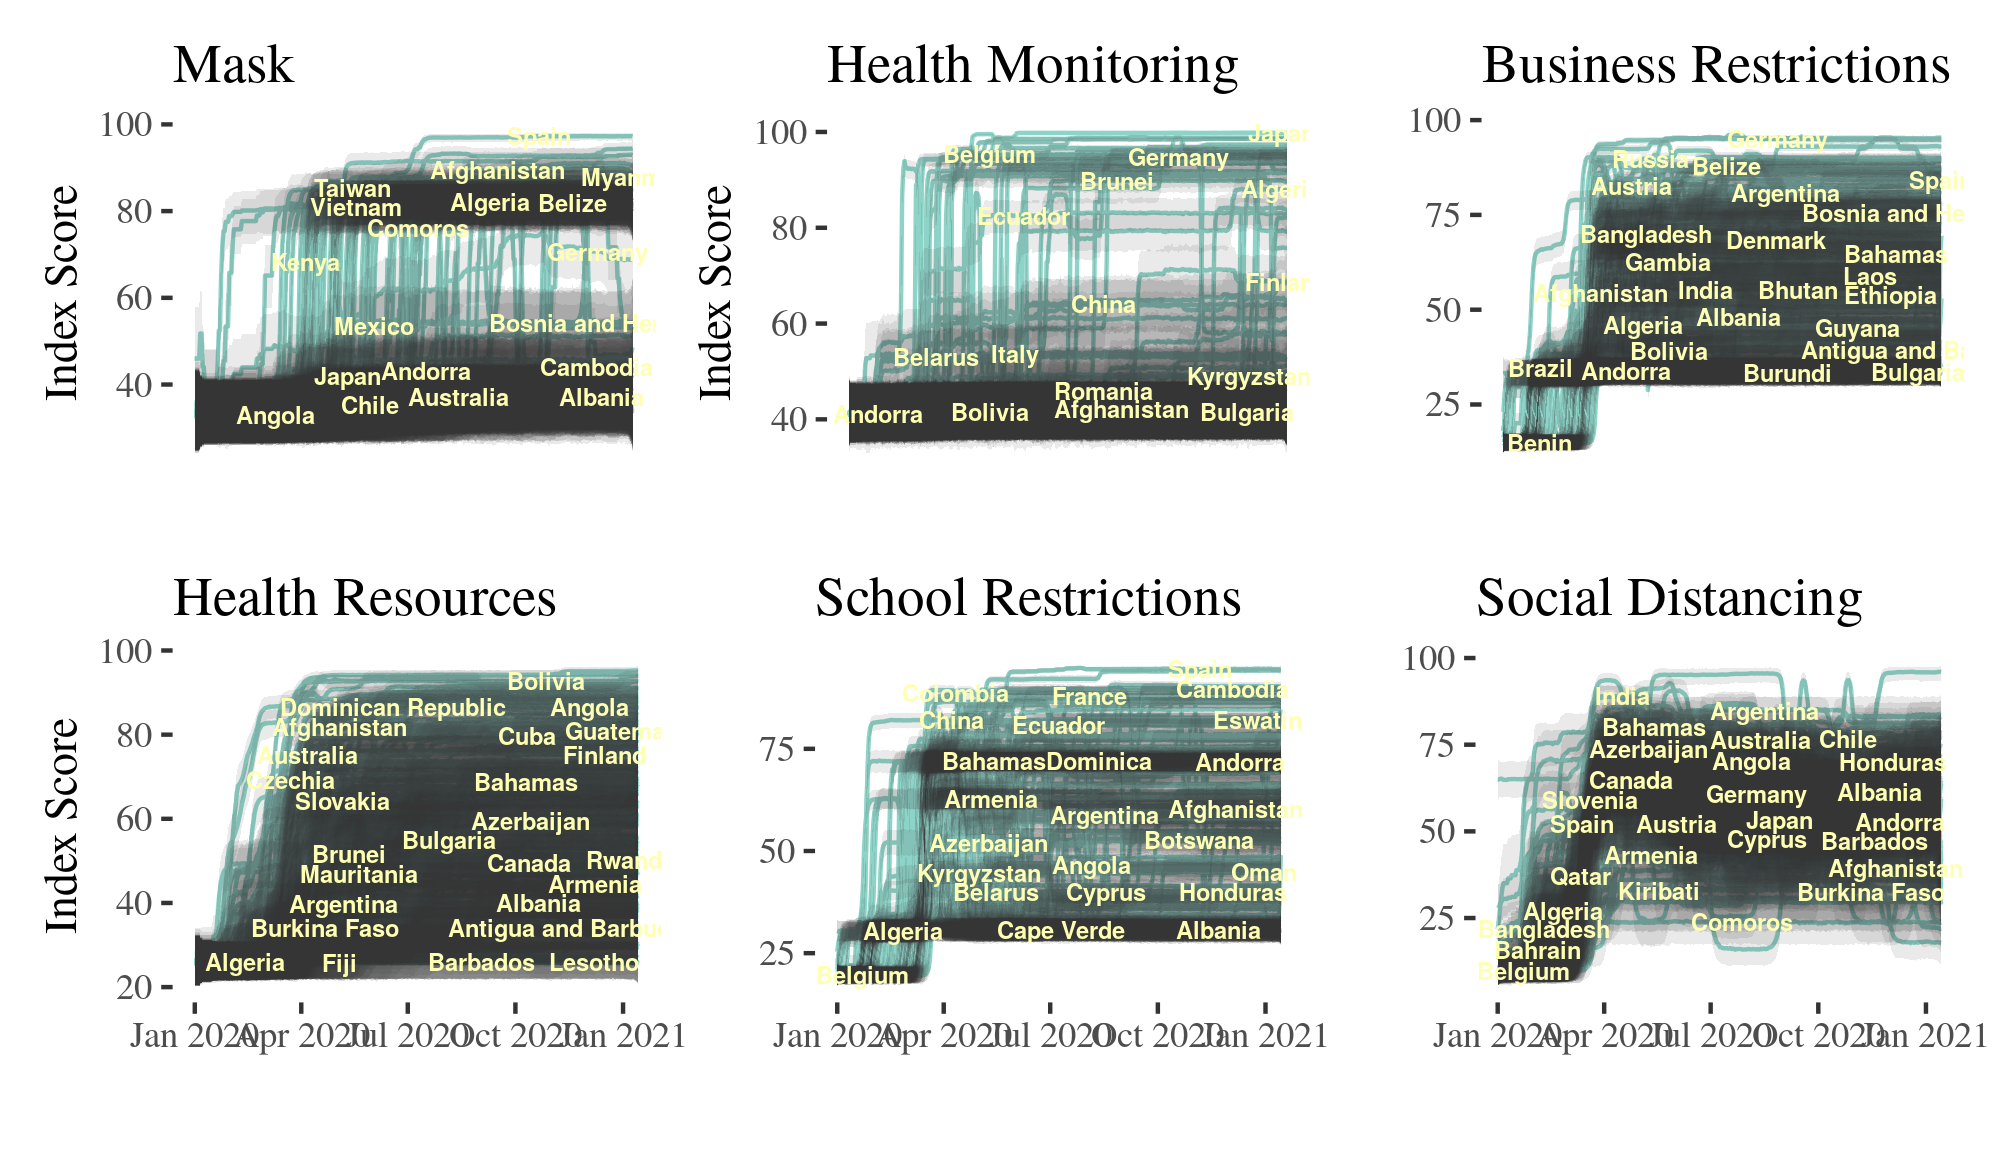 Mask
Health Monitoring
Business Restrictions
Index Score
100
80
60
40
Spain
Afghanistan
Myanm
Taiwan
Vietnam
Algeria
Belize
Comoros
Germany
Kenya
Mexico
Bosnia and Her
Japan
Andorra
Cambodia
Chile
Australia
Albania
Angola
Index Score
100
80
60
40
Japan
Belgium
Germany
Brunei
Algeri
Ecuador
Finlan
China
Belarus
Italy
Kyrgyzstan
Romania
Andorra
Bolivia
Afghanistan
Bulgaria
100
75
50
25
Germany
Russia
Belize
Austria
Argentina
Spain
Bosnia and He
Bangladesh
Denmark
Gambia
Bahamas
Laos
Afghanistan
India
Bhutan
Ethiopia
Algeria
Albania
Guyana
Bolivia
Antigua and Ba
Brazil
Andorra
Burundi
Bulgaria
Benin
Health Resources
School Restrictions
Social Distancing
Index Score
100
80
60
40
20
Bolivia
Dominican Republic
Angola
Afghanistan
Cuba
Guatema
Australia
Finland
Czechia
Bahamas
Slovakia
Azerbaijan
Bulgaria
Brunei
Canada
Rwand
Mauritania
Armenia
Argentina
Albania
Burkina Faso
Antigua and Barbu
Algeria
Fiji
Barbados
Lesotho
Jan 2020
Apr 2020
Jul 2020
Oct 2020
Jan 2021
75
50
25
Spain
Colombia
France
Cambodia
China
Ecuador
Eswatin
Bahamas
Dominica
Andorra
Armenia
Argentina
Afghanistan
Azerbaijan
Botswana
Kyrgyzstan
Angola
Oman
Belarus
Cyprus
Honduras
Algeria
Cape Verde
Albania
Belgium
Jan 2020
Apr 2020
Jul 2020
Oct 2020
Jan 2021
100
75
50
25
India
Argentina
Bahamas
Azerbaijan
Australia
Chile
Angola
Honduras
Canada
Slovenia
Germany
Albania
Spain
Austria
Japan
Andorra
Cyprus
Barbados
Armenia
Qatar
Afghanistan
Kiribati
Burkina Faso
Algeria
Comoros
Bangladesh
Bahrain
Belgium
Jan 2020
Apr 2020
Jul 2020
Oct 2020
Jan 2021